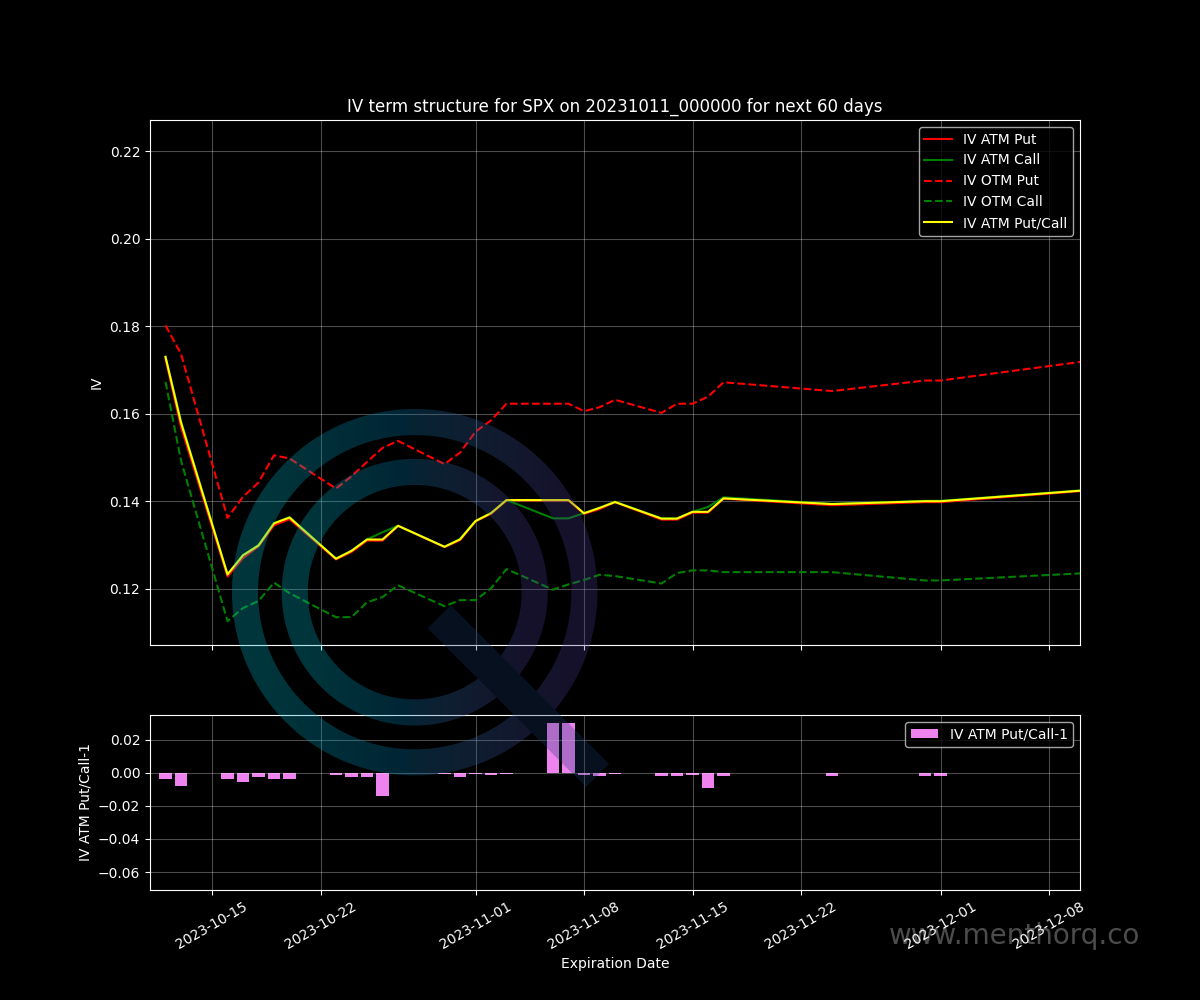 IV term structure for SPX on 20231011_000000 for next 60 days
IV ATM Put
IV ATM Call
IV OTM Put
IV OTM Call
IV ATM Put/Call
0.22
0.20
0.18
0.16
0.14
0.12
IV
IV ATM Put/Call-1
0.02
0.00
−0.02
−0.04
−0.06
IV ATM Put/Call-1
2023-10-15
2023-10-22
2023-11-01
2023-11-08
2023-11-15
2023-11-22
2023-12-01
2023-12-08
www.menthorq.co
Expiration Date